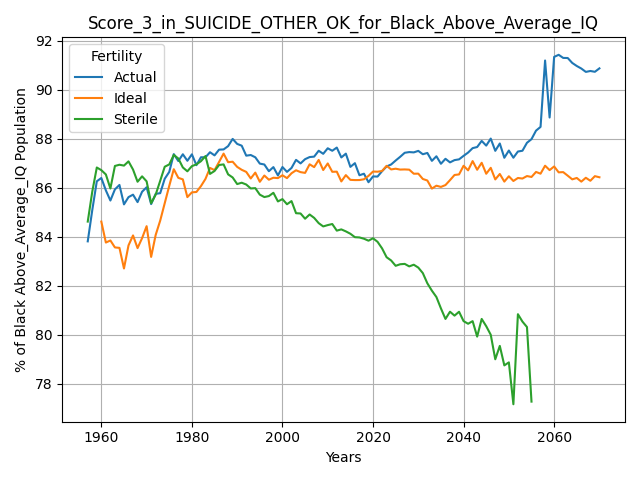 Score_3_in_SUICIDE_OTHER_OK_for_Black_Above_Average_IQ
% of Black Above_Average_IQ Population
92
90
88
86
84
82
80
78
Fertility
Actual
Ideal
Sterile
1960 1980 2000 2020 2040 2060
Years